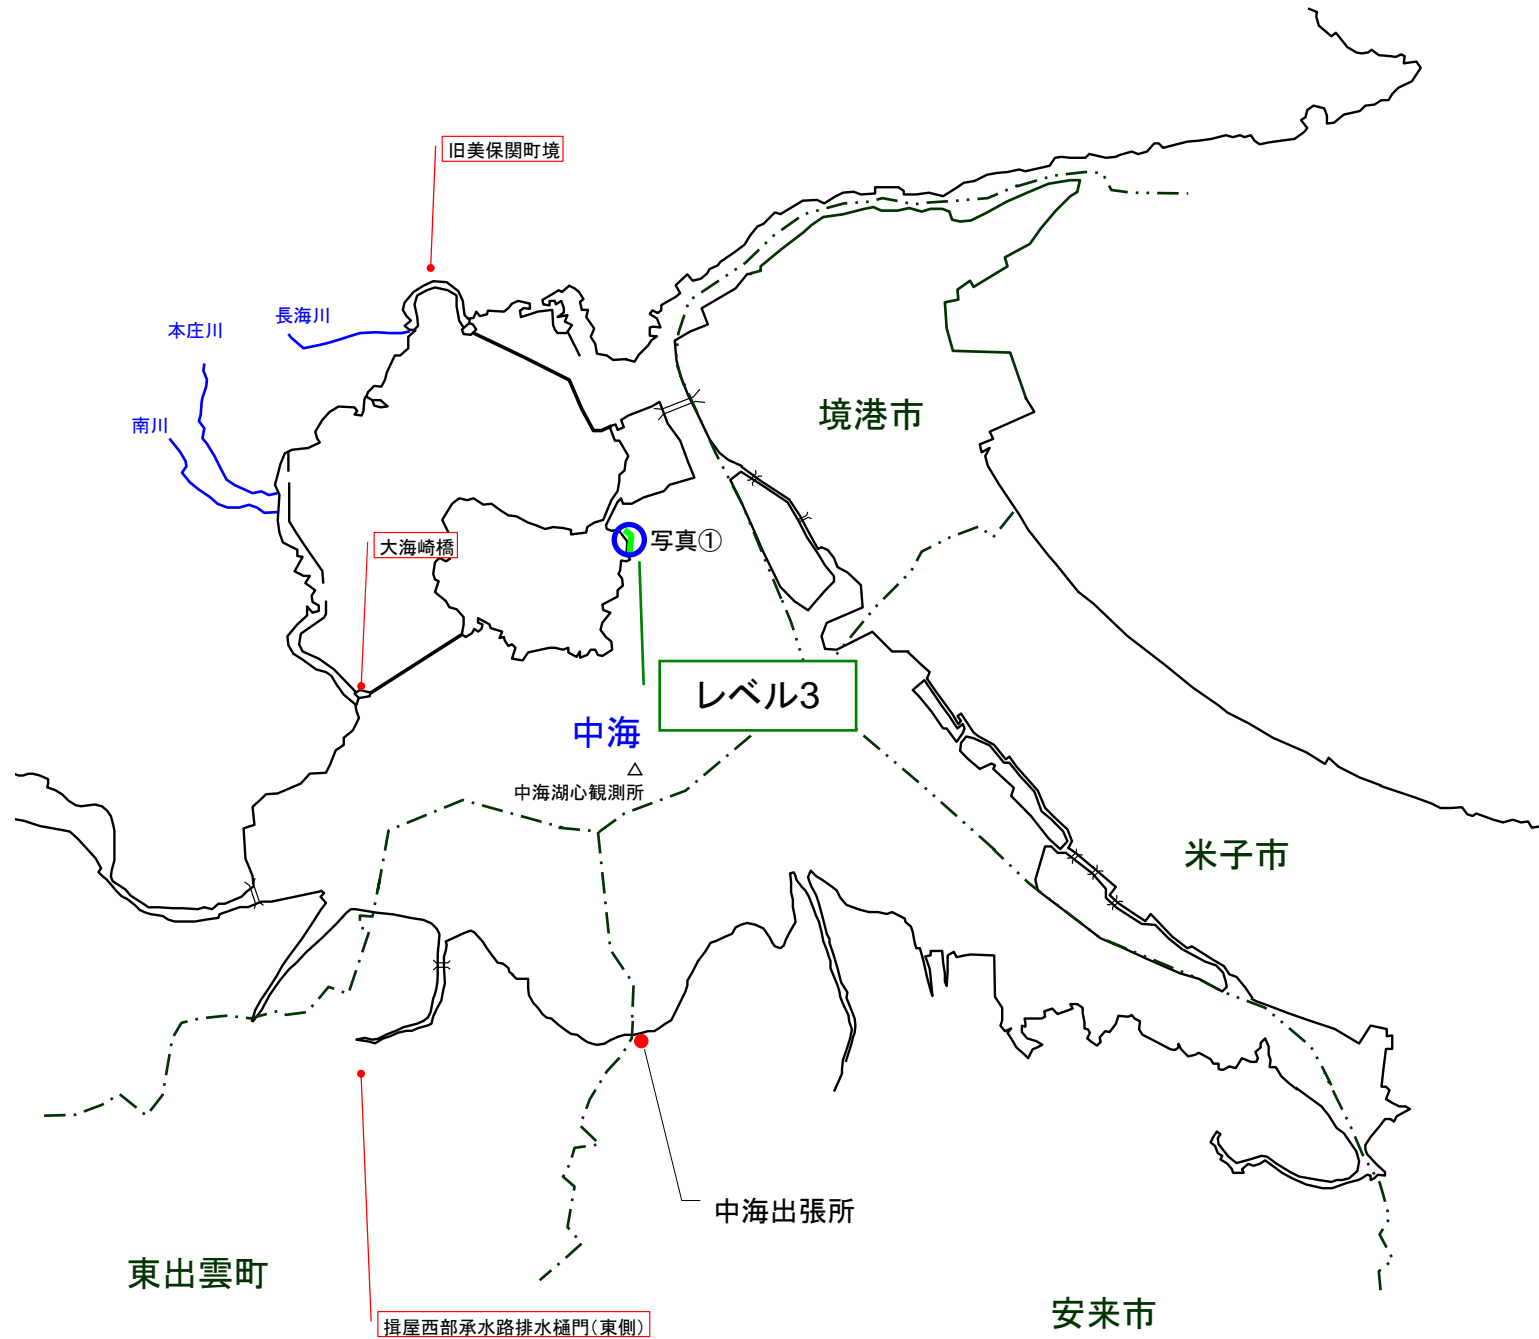 旧美保関町境
長海川
本庄川
南川
境港市
大海崎橋
写真①
レベル3
中海
△
中海湖心観測所
米子市
中海出張所
東出雲町
安来市
揖屋西部承水路排水樋門(東側)